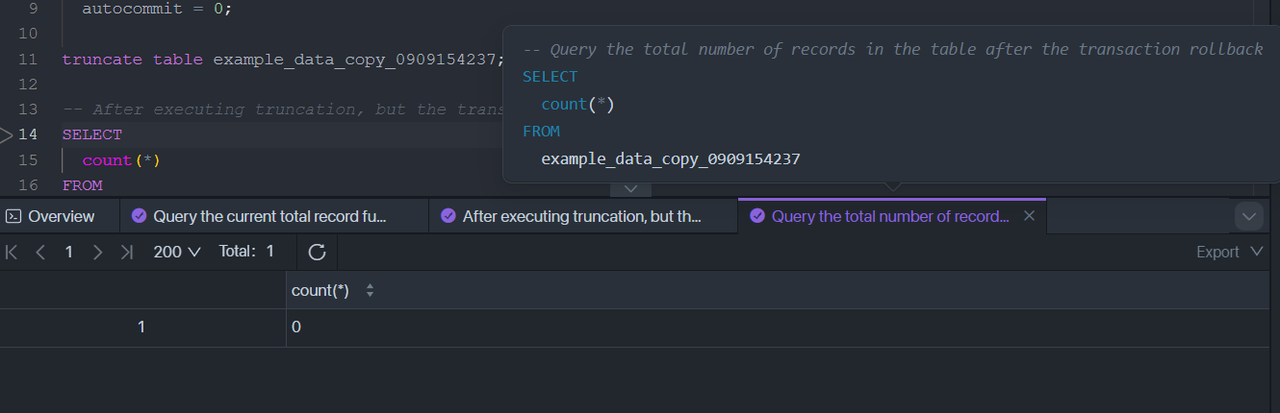 9 autocommit = 0;
10
11 truncate table example_data_copy_0909154237;
12
13 -- After executing truncation, but the trans
14 SELECT
15 count(*)
16 FROM
-- Query the total number of records in the table after the transaction rollback
SELECT
count(*)
FROM
example_data_copy_0909154237
Overview Query the current total record fu... After executing truncation, but th... Query the total number of record...
1 200 Total: 1 Export
count(*)
1 0